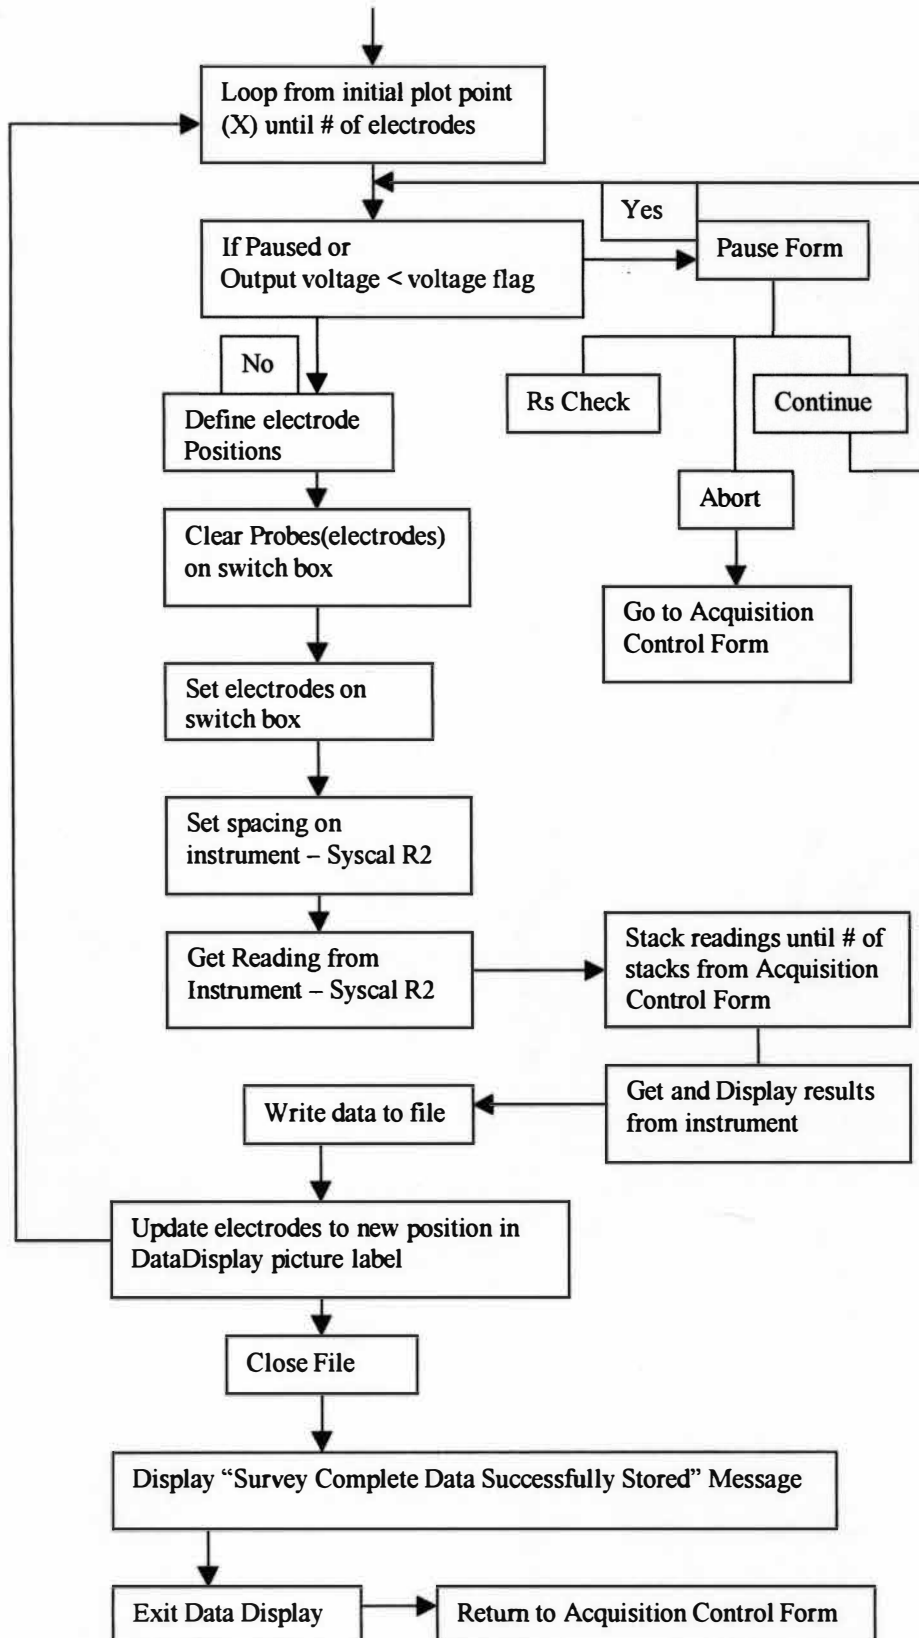 Loop from initial plot point
(X) until # of electrodes
Yes
If Paused or
Output voltage < voltage flag
Pause Form
No
Rs Check
Continue
Define electrode
Positions
Abort
Clear Probes(electrodes)
on switch box
Go to Acquisition
Control Form
Set electrodes on
switch box
Set spacing on
instrument – Syscal R2
Get Reading from
Instrument – Syscal R2
Stack readings until # of
stacks from Acquisition
Control Form
Get and Display results
from instrument
Write data to file
Update electrodes to new position in
DataDisplay picture label
Close File
Display “Survey Complete Data Successfully Stored” Message
Exit Data Display
Return to Acquisition Control Form